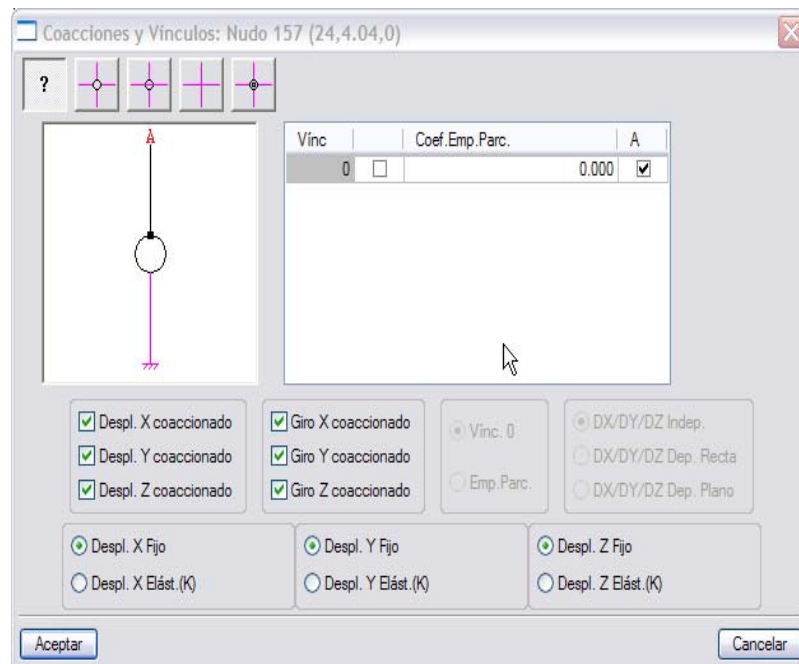 Coacciones y Vínculos: Nudo 157 (24,4.04,0)
?
A
Vínc Coef.Emp.Parc. A
0 0.000
Despl. X coaccionado
Despl. Y coaccionado
Despl. Z coaccionado
Giro X coaccionado
Giro Y coaccionado
Giro Z coaccionado
Vínc. 0
Emp.Parc.
DX/DY/DZ Indep.
DX/DY/DZ Dep. Recta
DX/DY/DZ Dep. Plano
Despl. X Fijo
Despl. X Elást.(K)
Despl. Y Fijo
Despl. Y Elást.(K)
Despl. Z Fijo
Despl. Z Elást.(K)
Aceptar
Cancelar